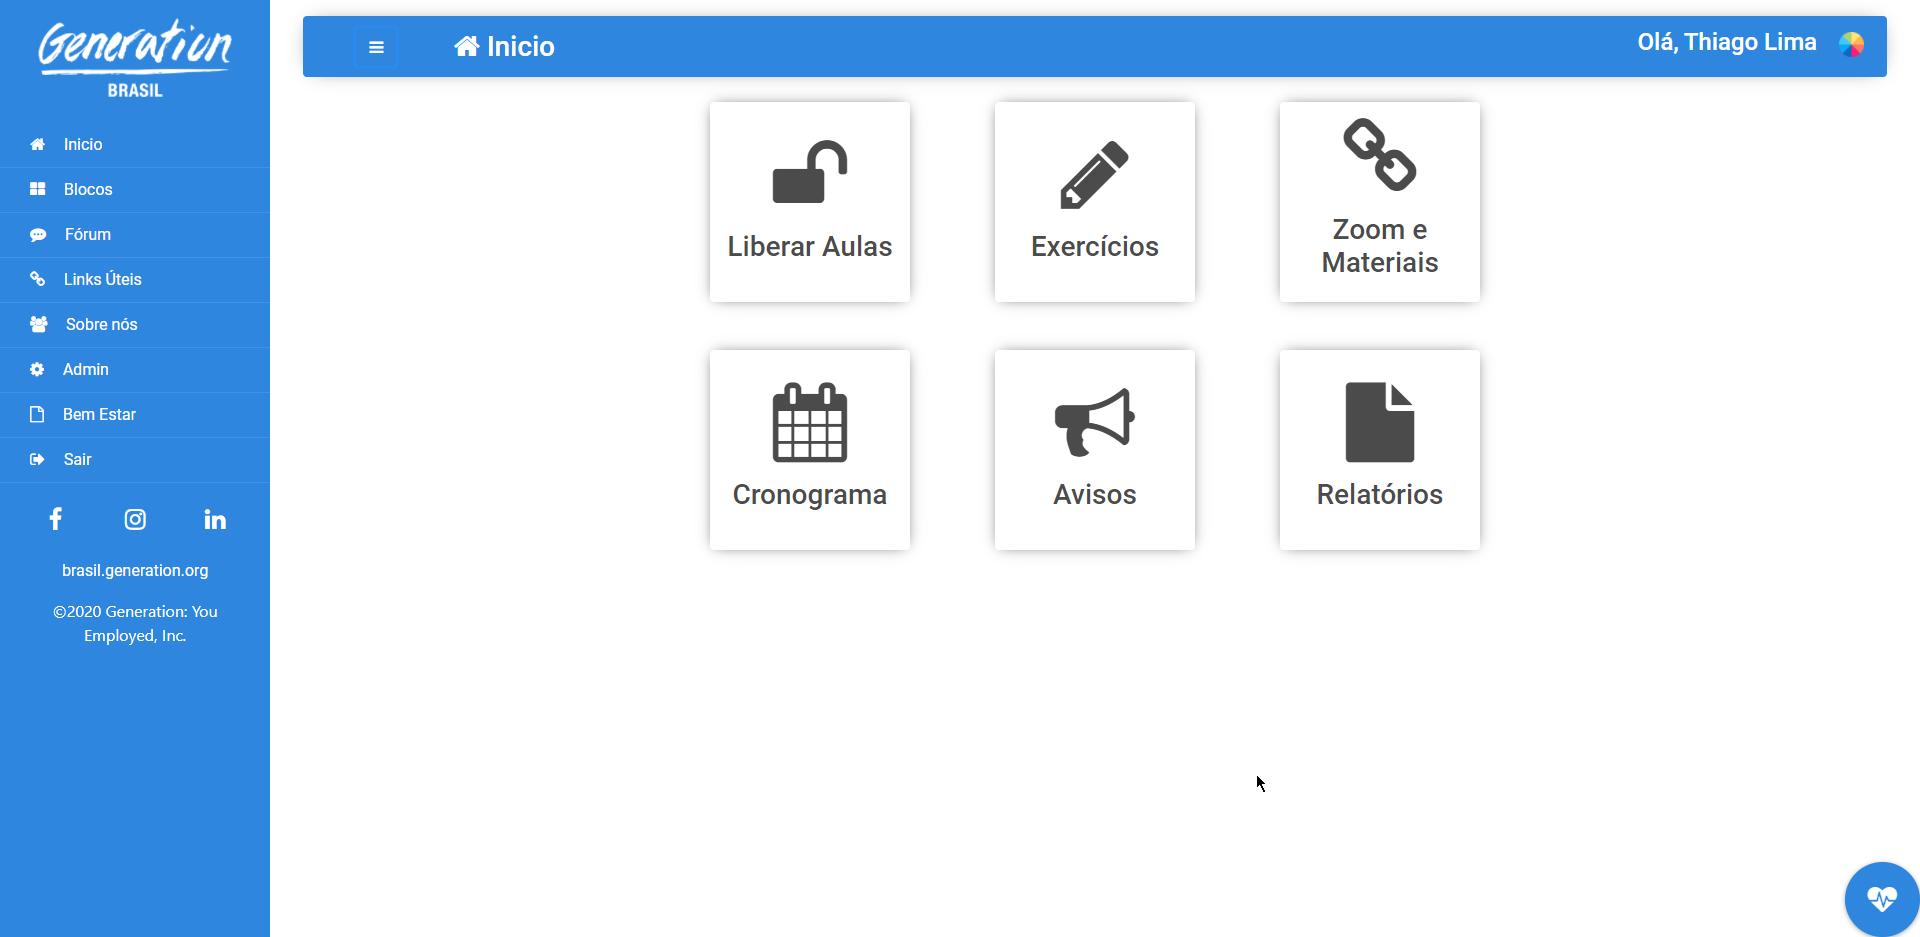 Generation
BRASIL
Inicio
Blocos
Fórum
Links Úteis
Sobre nós
Admin
Bem Estar
Sair
brasil.generation.org
©2020 Generation: You
Employed, Inc.
Inicio
Olá, Thiago Lima
Liberar Aulas
Exercícios
Zoom e
Materiais
Cronograma
Avisos
Relatórios